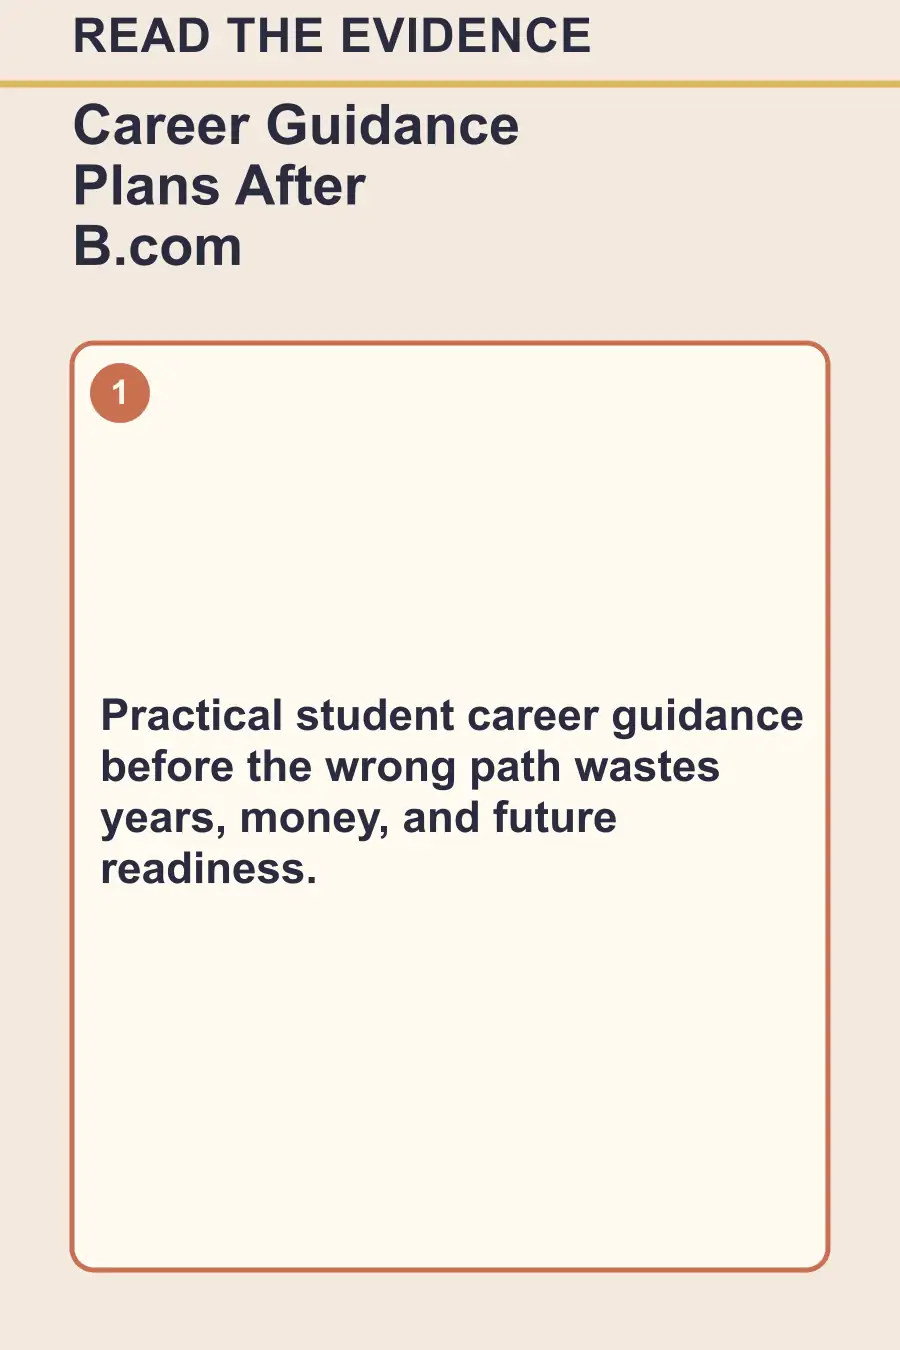 READ THE EVIDENCE
Career Guidance
Plans After
B.com
1
Practical student career guidance
before the wrong path wastes
years, money, and future
readiness.